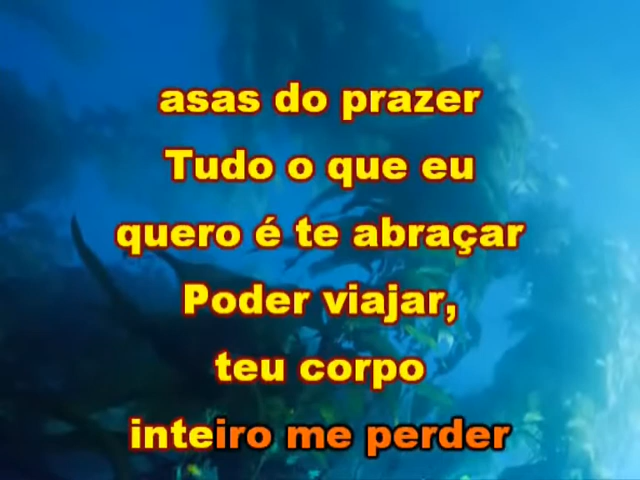 asas do prazer
Tudo o que eu
quero é te abraçar
Poder viajar,
teu corpo
inteiro me perder